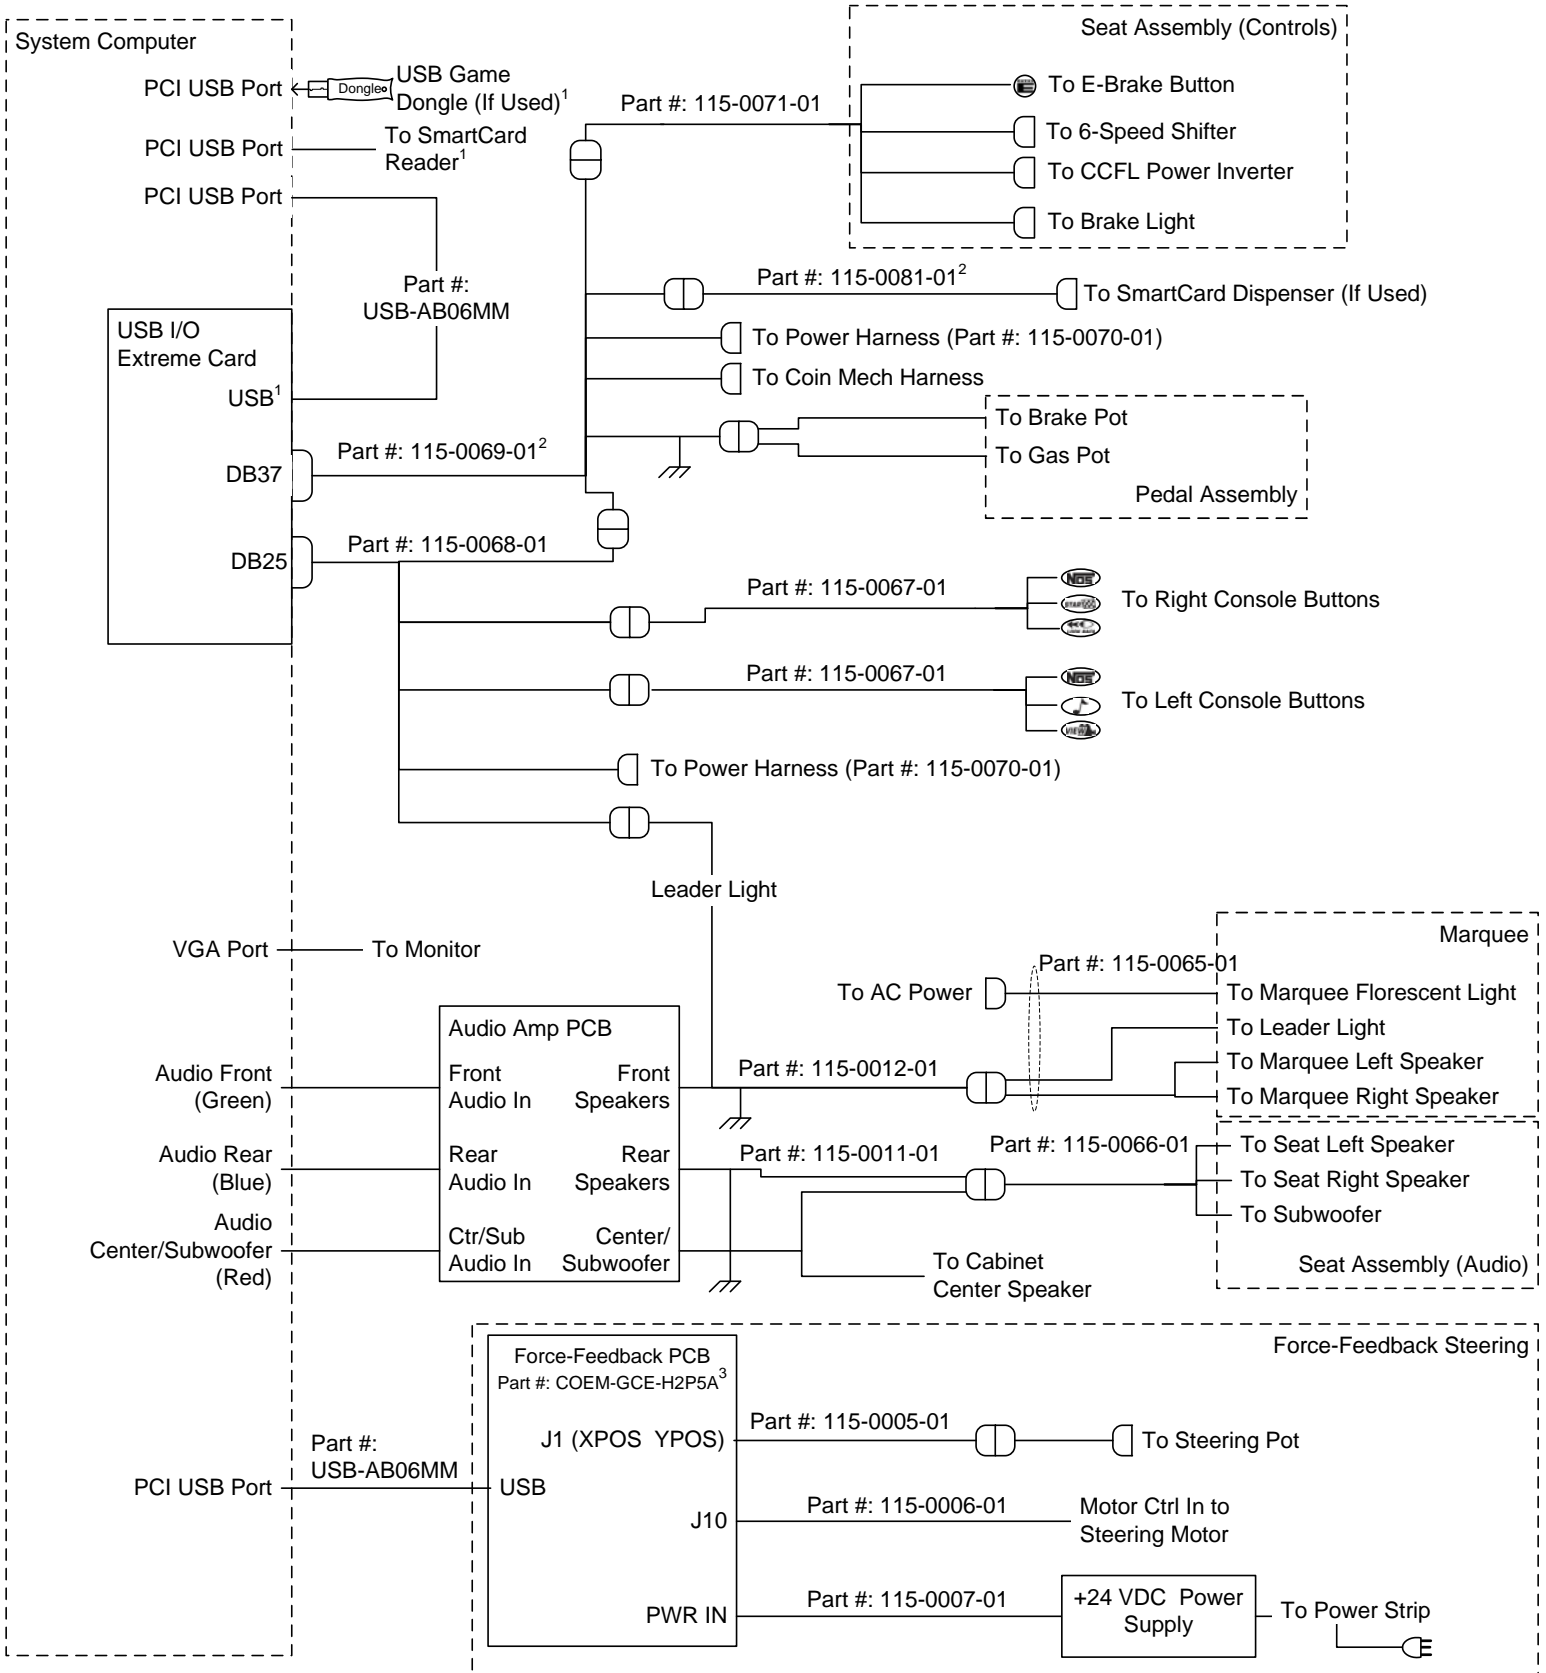 System Computer
Seat Assembly (Controls)
PCI USB Port
Dongle
USB Game
Dongle (If Used)1
Part #: 115-0071-01
To E-Brake Button
PCI USB Port
To SmartCard
Reader1
To 6-Speed Shifter
To CCFL Power Inverter
PCI USB Port
To Brake Light
Part #:
USB-AB06MM
Part #: 115-0081-012
To SmartCard Dispenser (If Used)
USB I/O
Extreme Card
To Power Harness (Part #: 115-0070-01)
To Coin Mech Harness
USB1
To Brake Pot
To Gas Pot
Pedal Assembly
Part #: 115-0069-012
DB37
Part #: 115-0068-01
DB25
Part #: 115-0067-01
NOS
START
To Right Console Buttons
Part #: 115-0067-01
NOS
VIEW
To Left Console Buttons
To Power Harness (Part #: 115-0070-01)
Leader Light
VGA Port
To Monitor
Marquee
Part #: 115-0065-01
To AC Power
To Marquee Florescent Light
To Leader Light
To Marquee Left Speaker
To Marquee Right Speaker
Audio Amp PCB
Audio Front
(Green)
Front
Audio In
Front
Speakers
Part #: 115-0012-01
Audio Rear
(Blue)
Rear
Audio In
Rear
Speakers
Part #: 115-0011-01
Part #: 115-0066-01
To Seat Left Speaker
To Seat Right Speaker
To Subwoofer
Seat Assembly (Audio)
Audio
Center/Subwoofer
(Red)
Ctr/Sub
Audio In
Center/
Subwoofer
To Cabinet
Center Speaker
Force-Feedback Steering
Force-Feedback PCB
Part #: COEM-GCE-H2P5A3
J1 (XPOS YPOS)
Part #: 115-0005-01
To Steering Pot
Part #:
USB-AB06MM
PCI USB Port
USB
J10
Part #: 115-0006-01
Motor Ctrl In to
Steering Motor
PWR IN
Part #: 115-0007-01
+24 VDC Power
Supply
To Power Strip